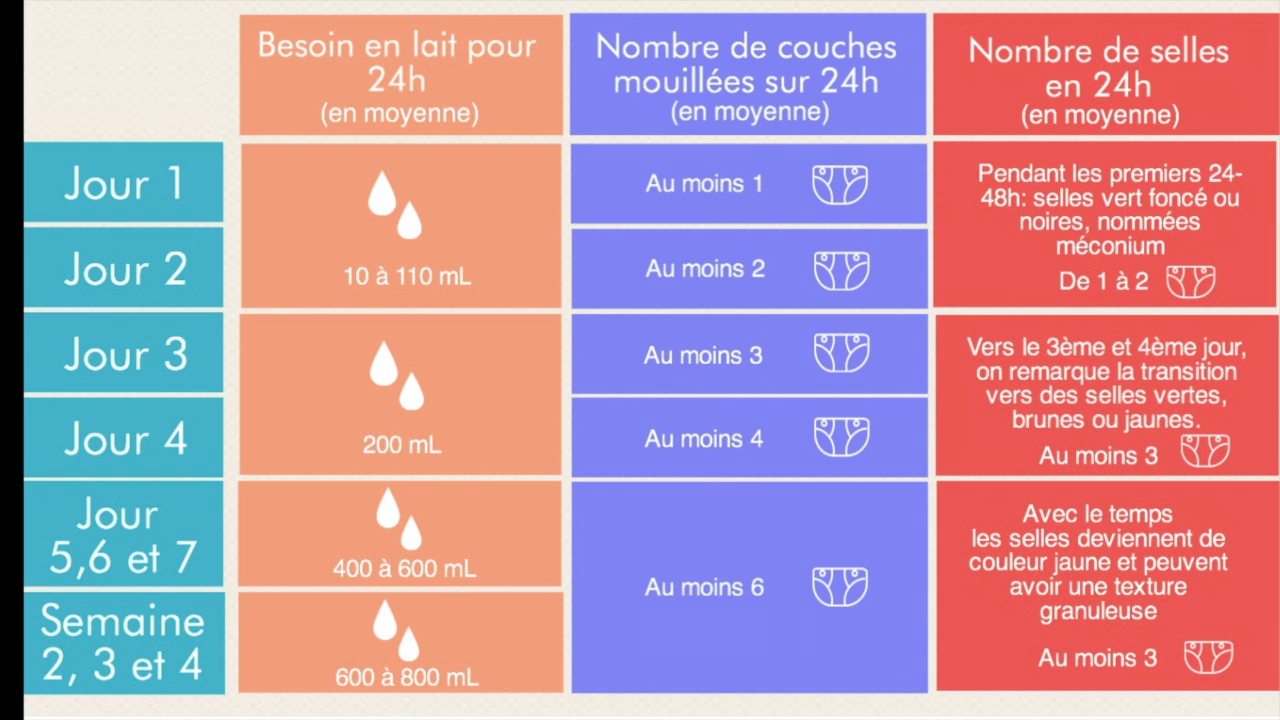 Besoin en lait pour
24h
(en moyenne)
Nombre de couches
mouillées sur 24h
(en moyenne)
Nombre de selles
en 24h
(en moyenne)
Jour 1
Jour 2
10 à 110 mL
Au moins 1
Au moins 2
Pendant les premiers 24-
48h: selles vert foncé ou
noires, nommées
méconium
De 1 à 2
Jour 3
Jour 4
200 mL
Au moins 3
Au moins 4
Vers le 3ème et 4ème jour,
on remarque la transition
vers des selles vertes,
brunes ou jaunes.
Au moins 3
Jour
5,6 et 7
400 à 600 mL
Semaine
2, 3 et 4
600 à 800 mL
Au moins 6
Avec le temps
les selles deviennent de
couleur jaune et peuvent
avoir une texture
granuleuse
Au moins 3